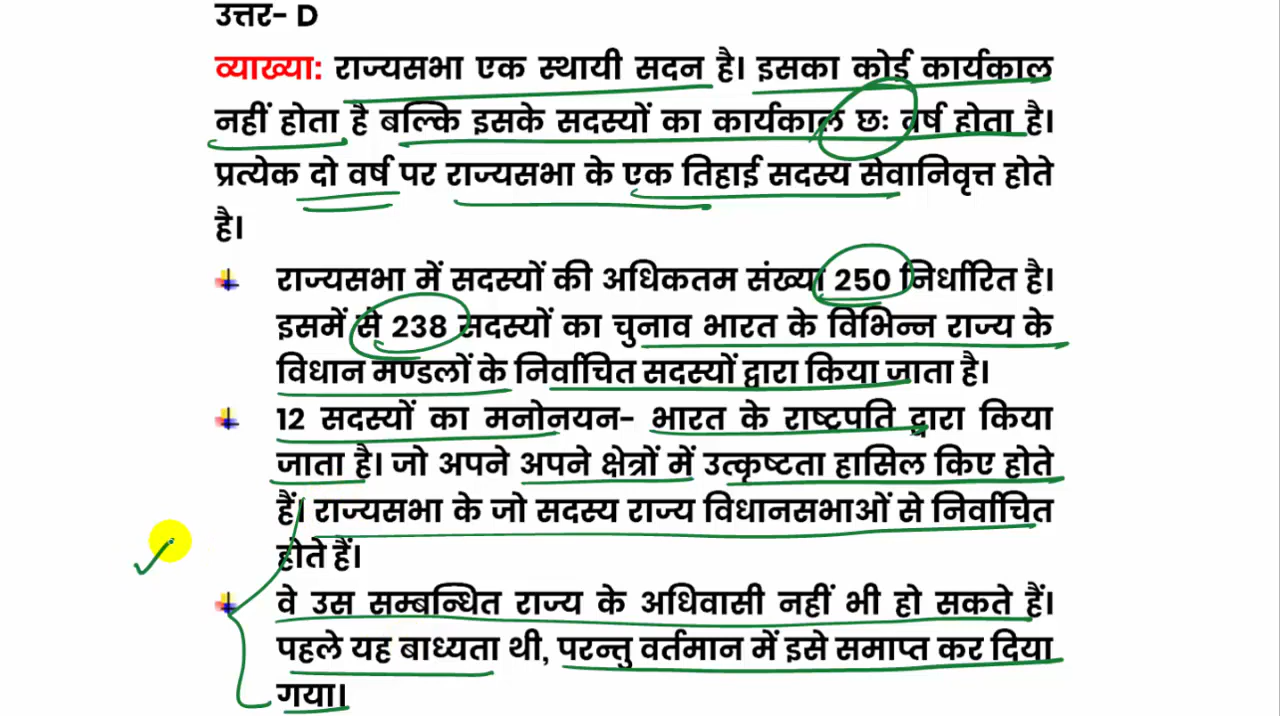 उत्तर- D
व्याख्या: राज्यसभा एक स्थायी सदन है। इसका कोई कार्यकाल
नहीं होता है बल्कि इसके सदस्यों का कार्यकाल छः वर्ष होता है।
प्रत्येक दो वर्ष पर राज्यसभा के एक तिहाई सदस्य सेवानिवृत्त होते
है।
राज्यसभा में सदस्यों की अधिकतम संख्या 250 निर्धारित है।
इसमें से 238 सदस्यों का चुनाव भारत के विभिन्न राज्य के
विधान मण्डलों के निर्वाचित सदस्यों द्वारा किया जाता है।
12 सदस्यों का मनोनयन- भारत के राष्ट्रपति द्वारा किया
जाता है। जो अपने अपने क्षेत्रों में उत्कृष्टता हासिल किए होते
हैं। राज्यसभा के जो सदस्य राज्य विधानसभाओं से निर्वाचित
होते हैं।
वे उस सम्बन्धित राज्य के अधिवासी नहीं भी हो सकते हैं।
पहले यह बाध्यता थी, परन्तु वर्तमान में इसे समाप्त कर दिया
गया।